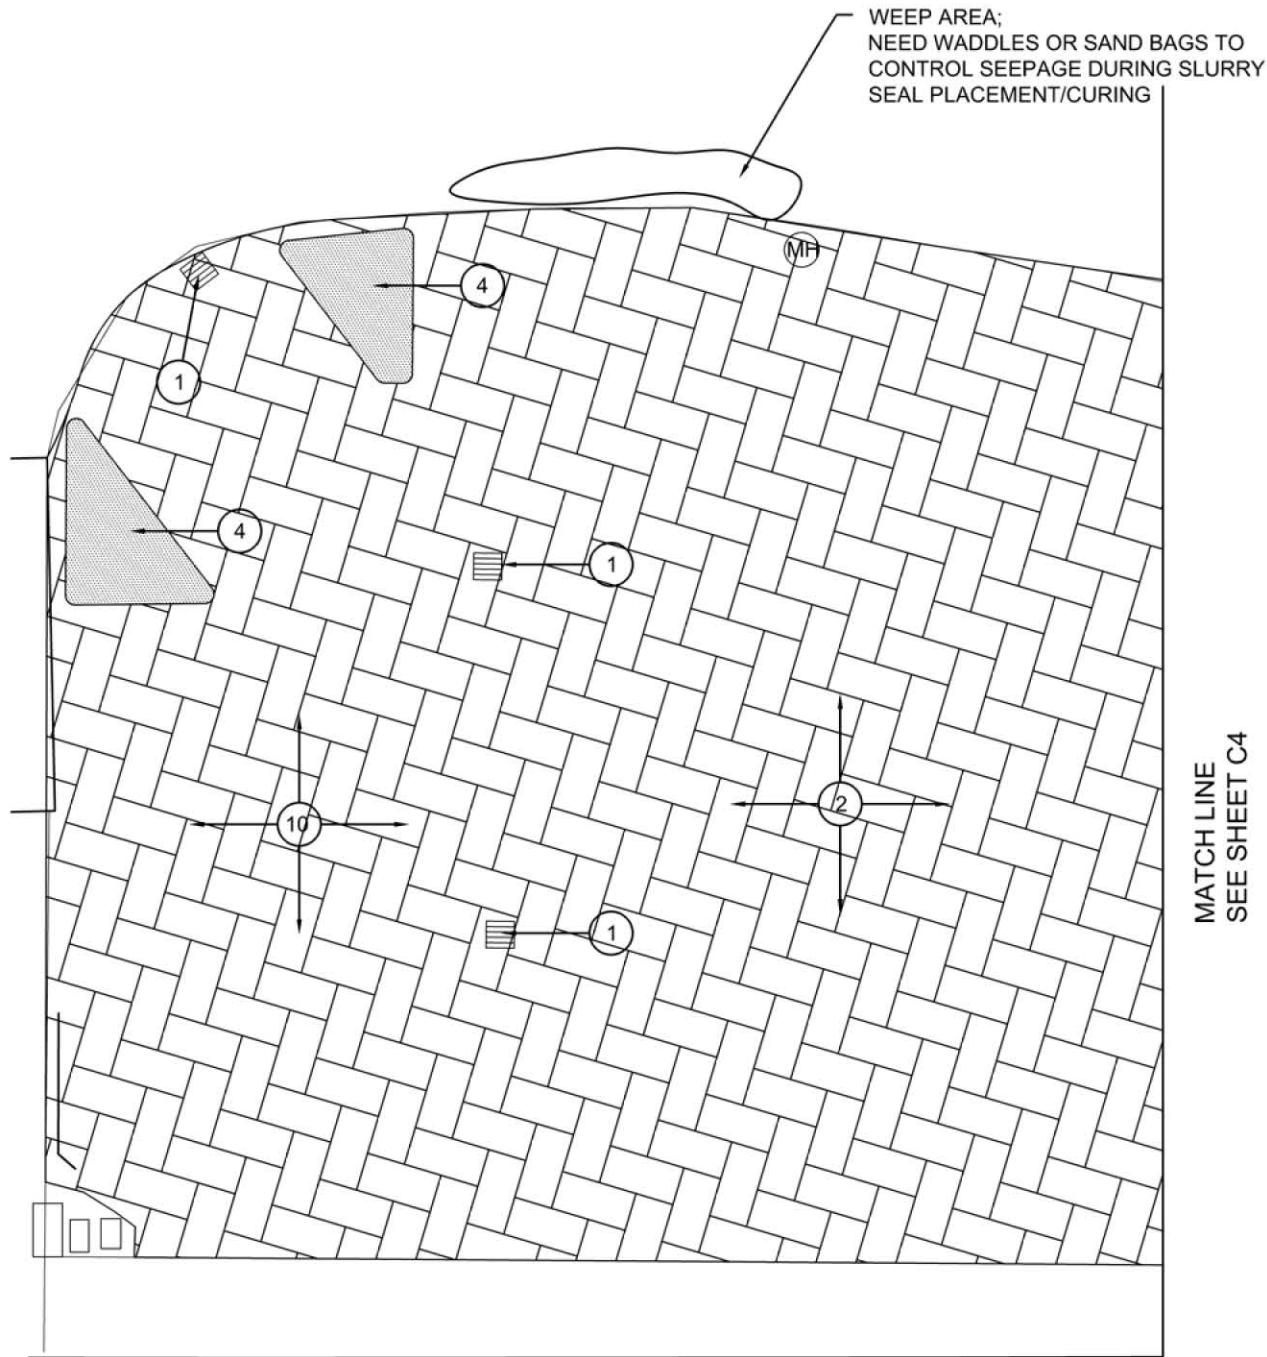 WEEP AREA;
NEED WADDLES OR SAND BAGS TO
CONTROL SEEPAGE DURING SLURRY
SEAL PLACEMENT/CURING
MH
4
1
4
1
10
2
1
MATCH LINE
SEE SHEET C4